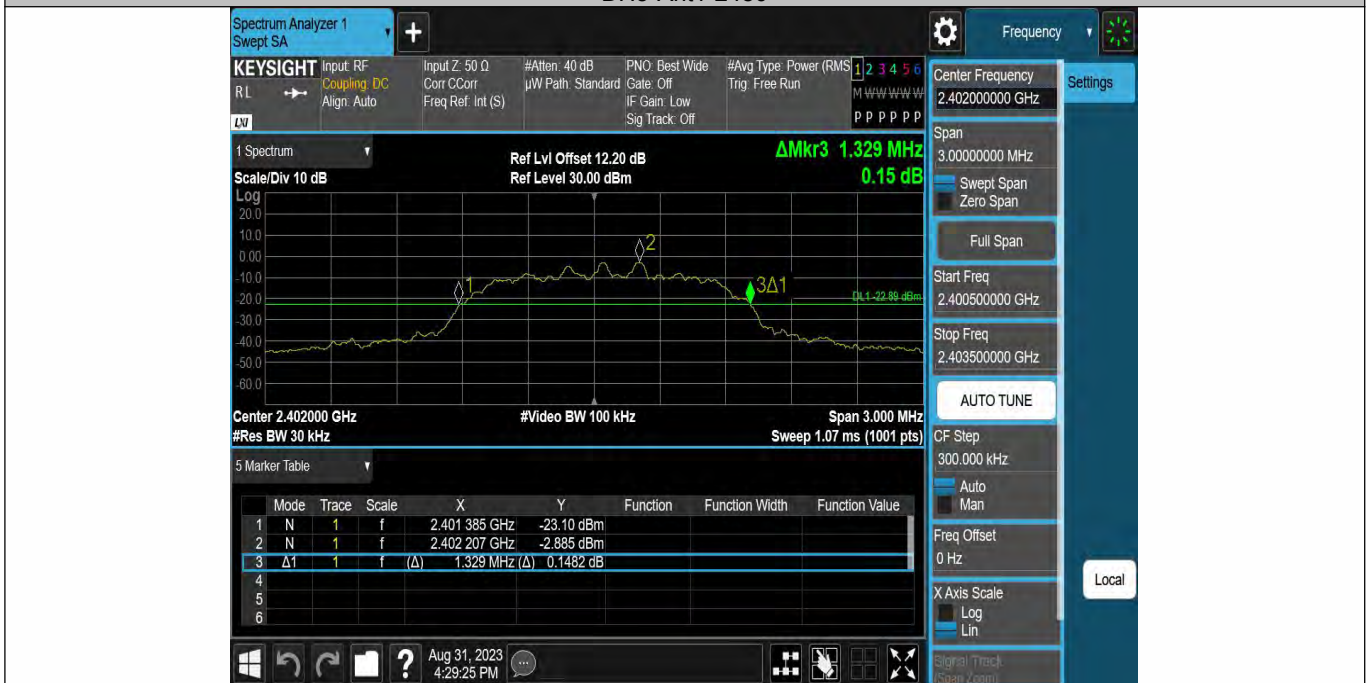 Spectrum Analyzer 1
Swept SA
Frequency
KEYSIGHT
RL
LXI
Input: RF
Coupling: DC
Align: Auto
Input Z: 50 Ω
Corr CCorr
Freq Ref: Int (S)
#Atten: 40 dB
µW Path: Standard
PNO: Best Wide
Gate: Off
IF Gain: Low
Sig Track: Off
#Avg Type: Power (RMS
Trig: Free Run
1 2 3 4 5 6
M W W W W W
P P P P P P
Center Frequency
2.402000000 GHz
Settings
Span
3.00000000 MHz
Swept Span
Zero Span
Full Span
Start Freq
2.400500000 GHz
Stop Freq
2.403500000 GHz
AUTO TUNE
CF Step
300.000 kHz
Auto
Man
Freq Offset
0 Hz
X Axis Scale
Log
Lin
Signal Track
(Span Zoom)
Local
1 Spectrum
Scale/Div 10 dB
Ref Lvl Offset 12.20 dB
Ref Level 30.00 dBm
ΔMkr3 1.329 MHz
0.15 dB
Log
20.0
10.0
0.00
-10.0
-20.0
-30.0
-40.0
-50.0
-60.0
1
2
3Δ1
DL1 -22.89 dBm
Center 2.402000 GHz
#Video BW 100 kHz
Span 3.000 MHz
#Res BW 30 kHz
Sweep 1.07 ms (1001 pts)
5 Marker Table
Mode Trace Scale X Y Function Function Width Function Value
1 N 1 f 2.401 385 GHz -23.10 dBm
2 N 1 f 2.402 207 GHz -2.885 dBm
3 Δ1 1 f (Δ) 1.329 MHz (Δ) 0.1482 dB
4
5
6
?
Aug 31, 2023
4:29:25 PM